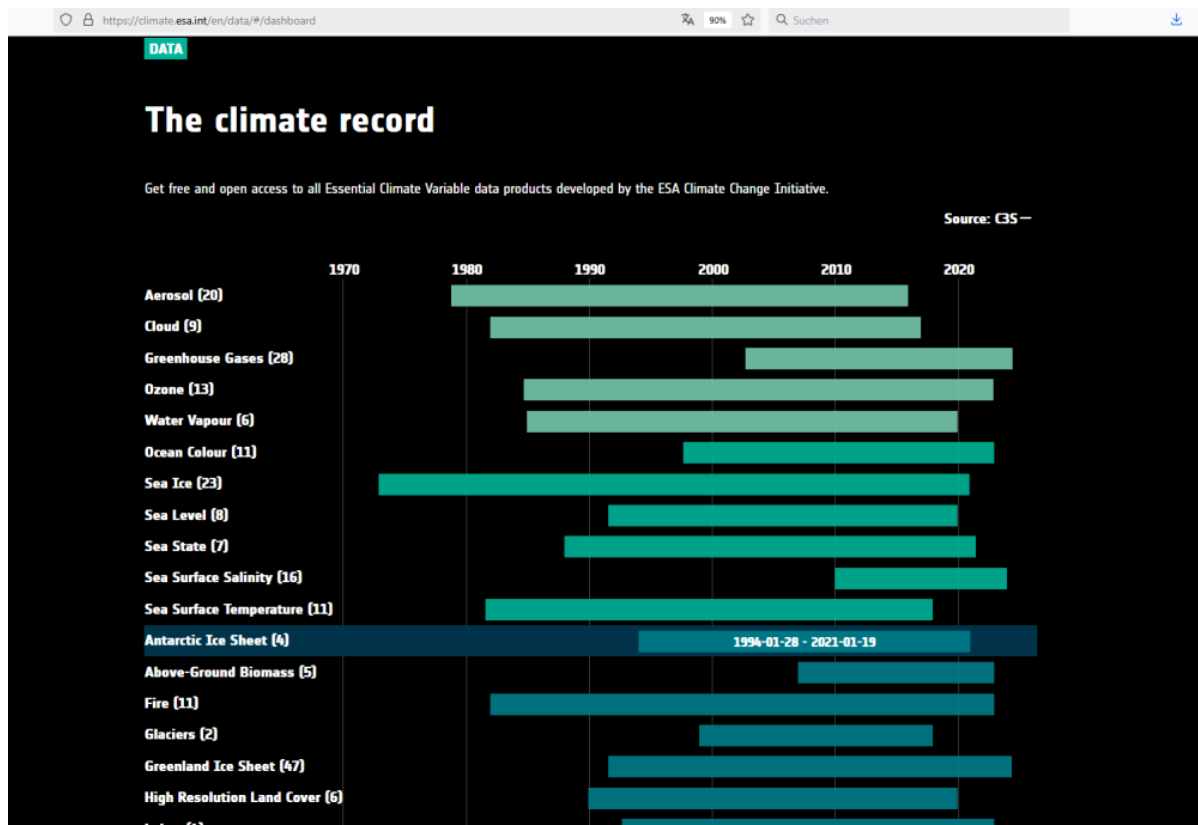 https://climate.esa.int/en/data/#/dashboard 90% Suchen
DATA
The climate record
Get free and open access to all Essential Climate Variable data products developed by the ESA Climate Change Initiative.
Source: C3S
1970 1980 1990 2000 2010 2020
Aerosol (20)
Cloud (9)
Greenhouse Gases (28)
Ozone (13)
Water Vapour (6)
Ocean Colour (11)
Sea Ice (23)
Sea Level (8)
Sea State (7)
Sea Surface Salinity (16)
Sea Surface Temperature (11)
Antarctic Ice Sheet (4) 1994-01-28 - 2021-01-19
Above-Ground Biomass (5)
Fire (11)
Glaciers (2)
Greenland Ice Sheet (47)
High Resolution Land Cover (6)